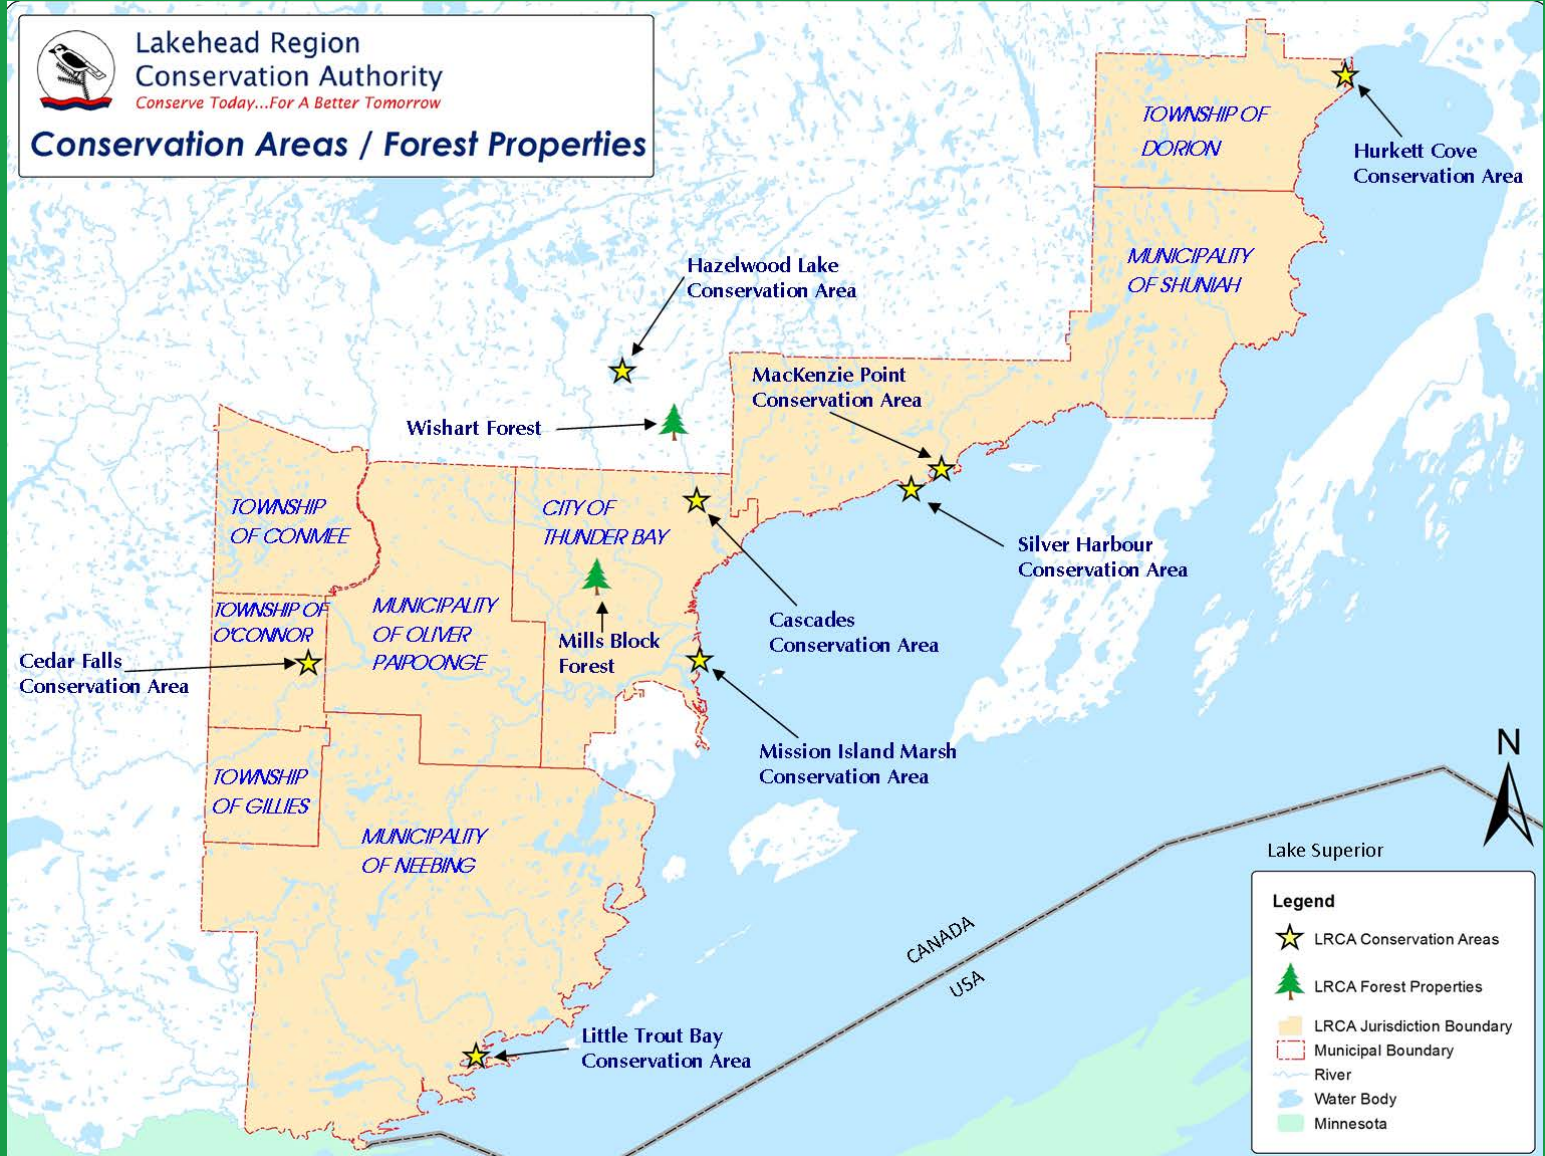 Lakehead Region
Conservation Authority
Conserve Today...For A Better Tomorrow
Conservation Areas / Forest Properties
TOWNSHIP OF
DORION
Hurkett Cove
Conservation Area
MUNICIPALITY
OF SHUNIAH
Hazelwood Lake
Conservation Area
MacKenzie Point
Conservation Area
Wishart Forest
TOWNSHIP
OF CONMEE
CITY OF
THUNDER BAY
Silver Harbour
Conservation Area
TOWNSHIP OF
O'CONNOR
MUNICIPALITY
OF OLIVER
PAIPOONGE
Mills Block
Forest
Cascades
Conservation Area
Cedar Falls
Conservation Area
Mission Island Marsh
Conservation Area
TOWNSHIP
OF GILLIES
MUNICIPALITY
OF NEEBING
N
Lake Superior
CANADA
USA
Little Trout Bay
Conservation Area
Legend
LRCA Conservation Areas
LRCA Forest Properties
LRCA Jurisdiction Boundary
Municipal Boundary
River
Water Body
Minnesota